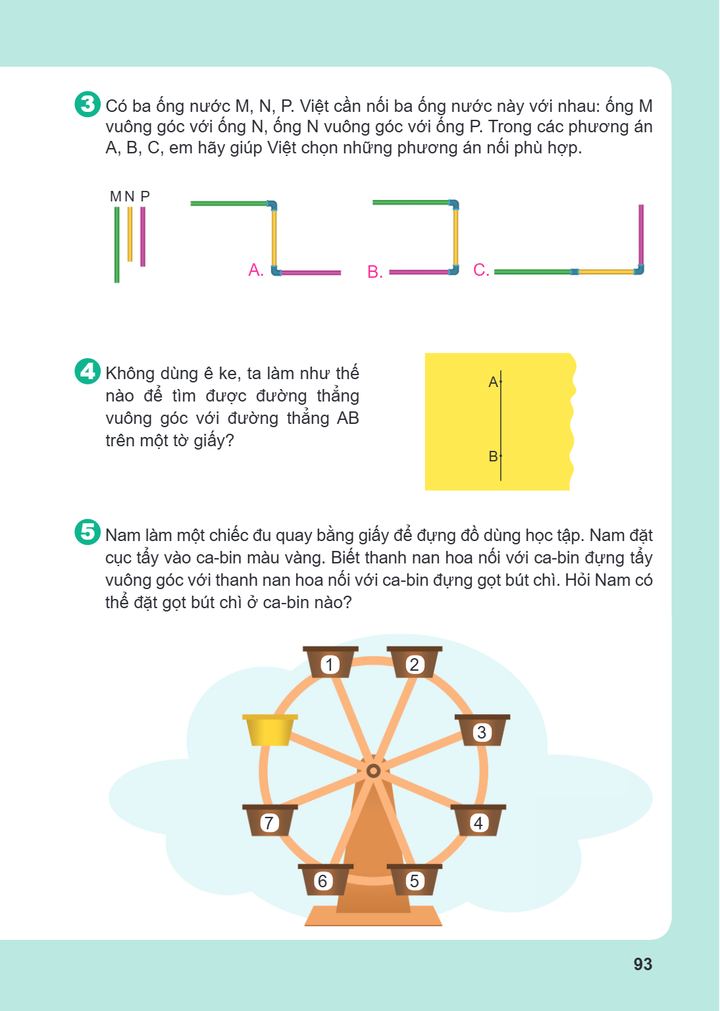 3 Có ba ống nước M, N, P. Việt cần nối ba ống nước này với nhau: ống M
vuông góc với ống N, ống N vuông góc với ống P. Trong các phương án
A, B, C, em hãy giúp Việt chọn những phương án nối phù hợp.
M N P
A. B. C.
4 Không dùng ê ke, ta làm như thế
nào để tìm được đường thẳng
vuông góc với đường thẳng AB
trên một tờ giấy?
A
B
5 Nam làm một chiếc đu quay bằng giấy để đựng đồ dùng học tập. Nam đặt
cục tẩy vào ca-bin màu vàng. Biết thanh nan hoa nối với ca-bin đựng tẩy
vuông góc với thanh nan hoa nối với ca-bin đựng gọt bút chì. Hỏi Nam có
thể đặt gọt bút chì ở ca-bin nào?
1 2
3
7 4
6 5
93